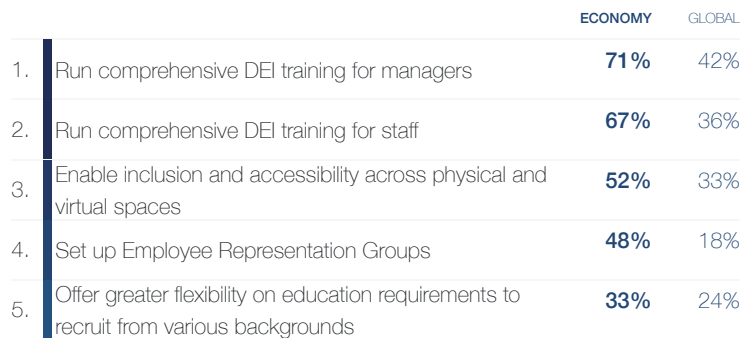 ECONOMY GLOBAL
1. Run comprehensive DEI training for managers 71% 42%
2. Run comprehensive DEI training for staff 67% 36%
3. Enable inclusion and accessibility across physical and
virtual spaces 52% 33%
4. Set up Employee Representation Groups 48% 18%
5. Offer greater flexibility on education requirements to
recruit from various backgrounds 33% 24%